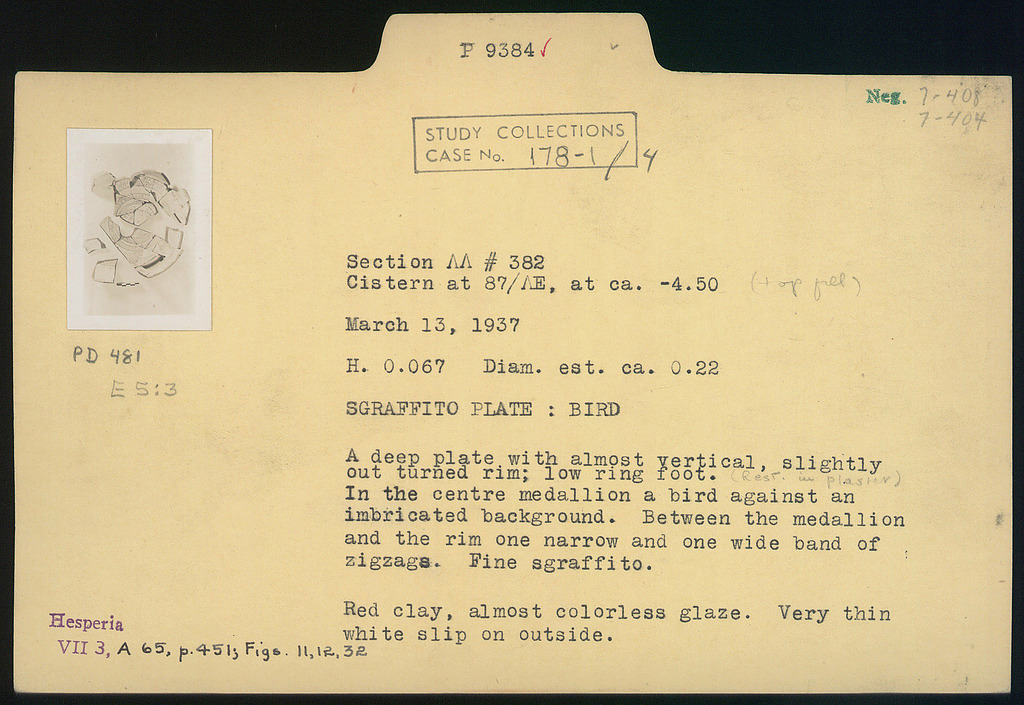 P 9384 ✓
Neg. 7-408
7-404
STUDY COLLECTIONS
CASE No. 178-1/4
Section ΛΛ # 382
Cistern at 87/ΛE, at ca. -4.50 (top fill)
March 13, 1937
PD 481
H. 0.067 Diam. est. ca. 0.22
E 5:3
SGRAFFITO PLATE : BIRD
A deep plate with almost vertical, slightly
out turned rim; low ring foot. (Rest. in plaster)
In the centre medallion a bird against an
imbricated background. Between the medallion
and the rim one narrow and one wide band of
zigzags. Fine sgraffito.
Red clay, almost colorless glaze. Very thin
white slip on outside.
Hesperia
VII 3, A 65, p. 451; Figs. 11, 12, 32